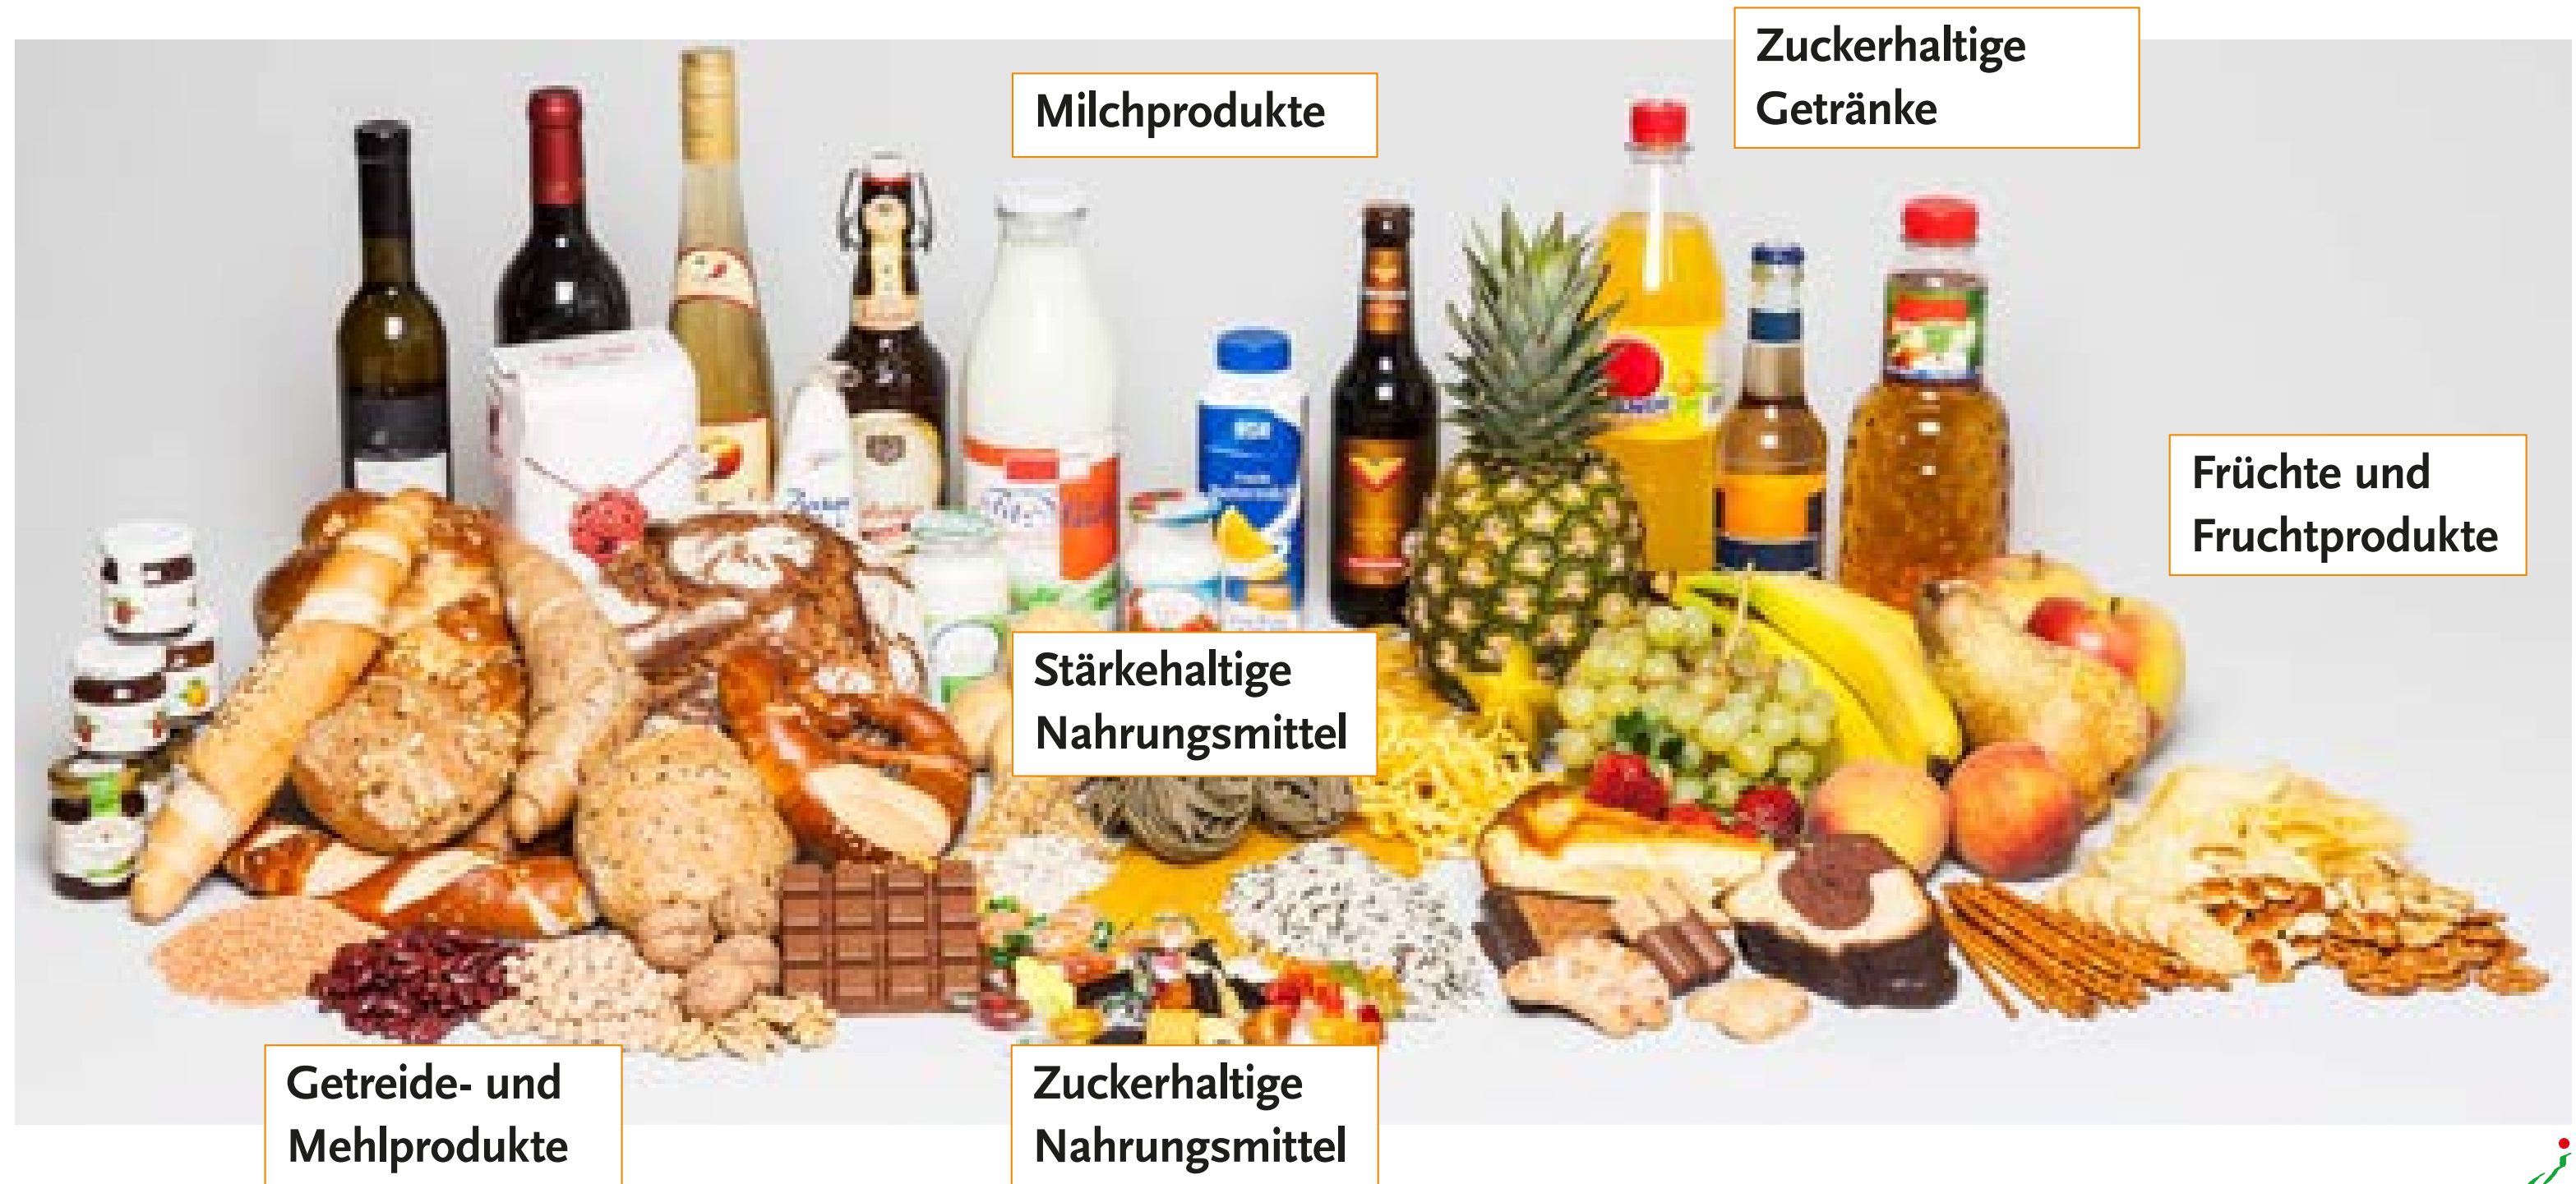 Zuckerhaltige
Getränke
Milchprodukte
Früchte und
Fruchtprodukte
Stärkehaltige
Nahrungsmittel
Getreide- und
Mehlprodukte
Zuckerhaltige
Nahrungsmittel